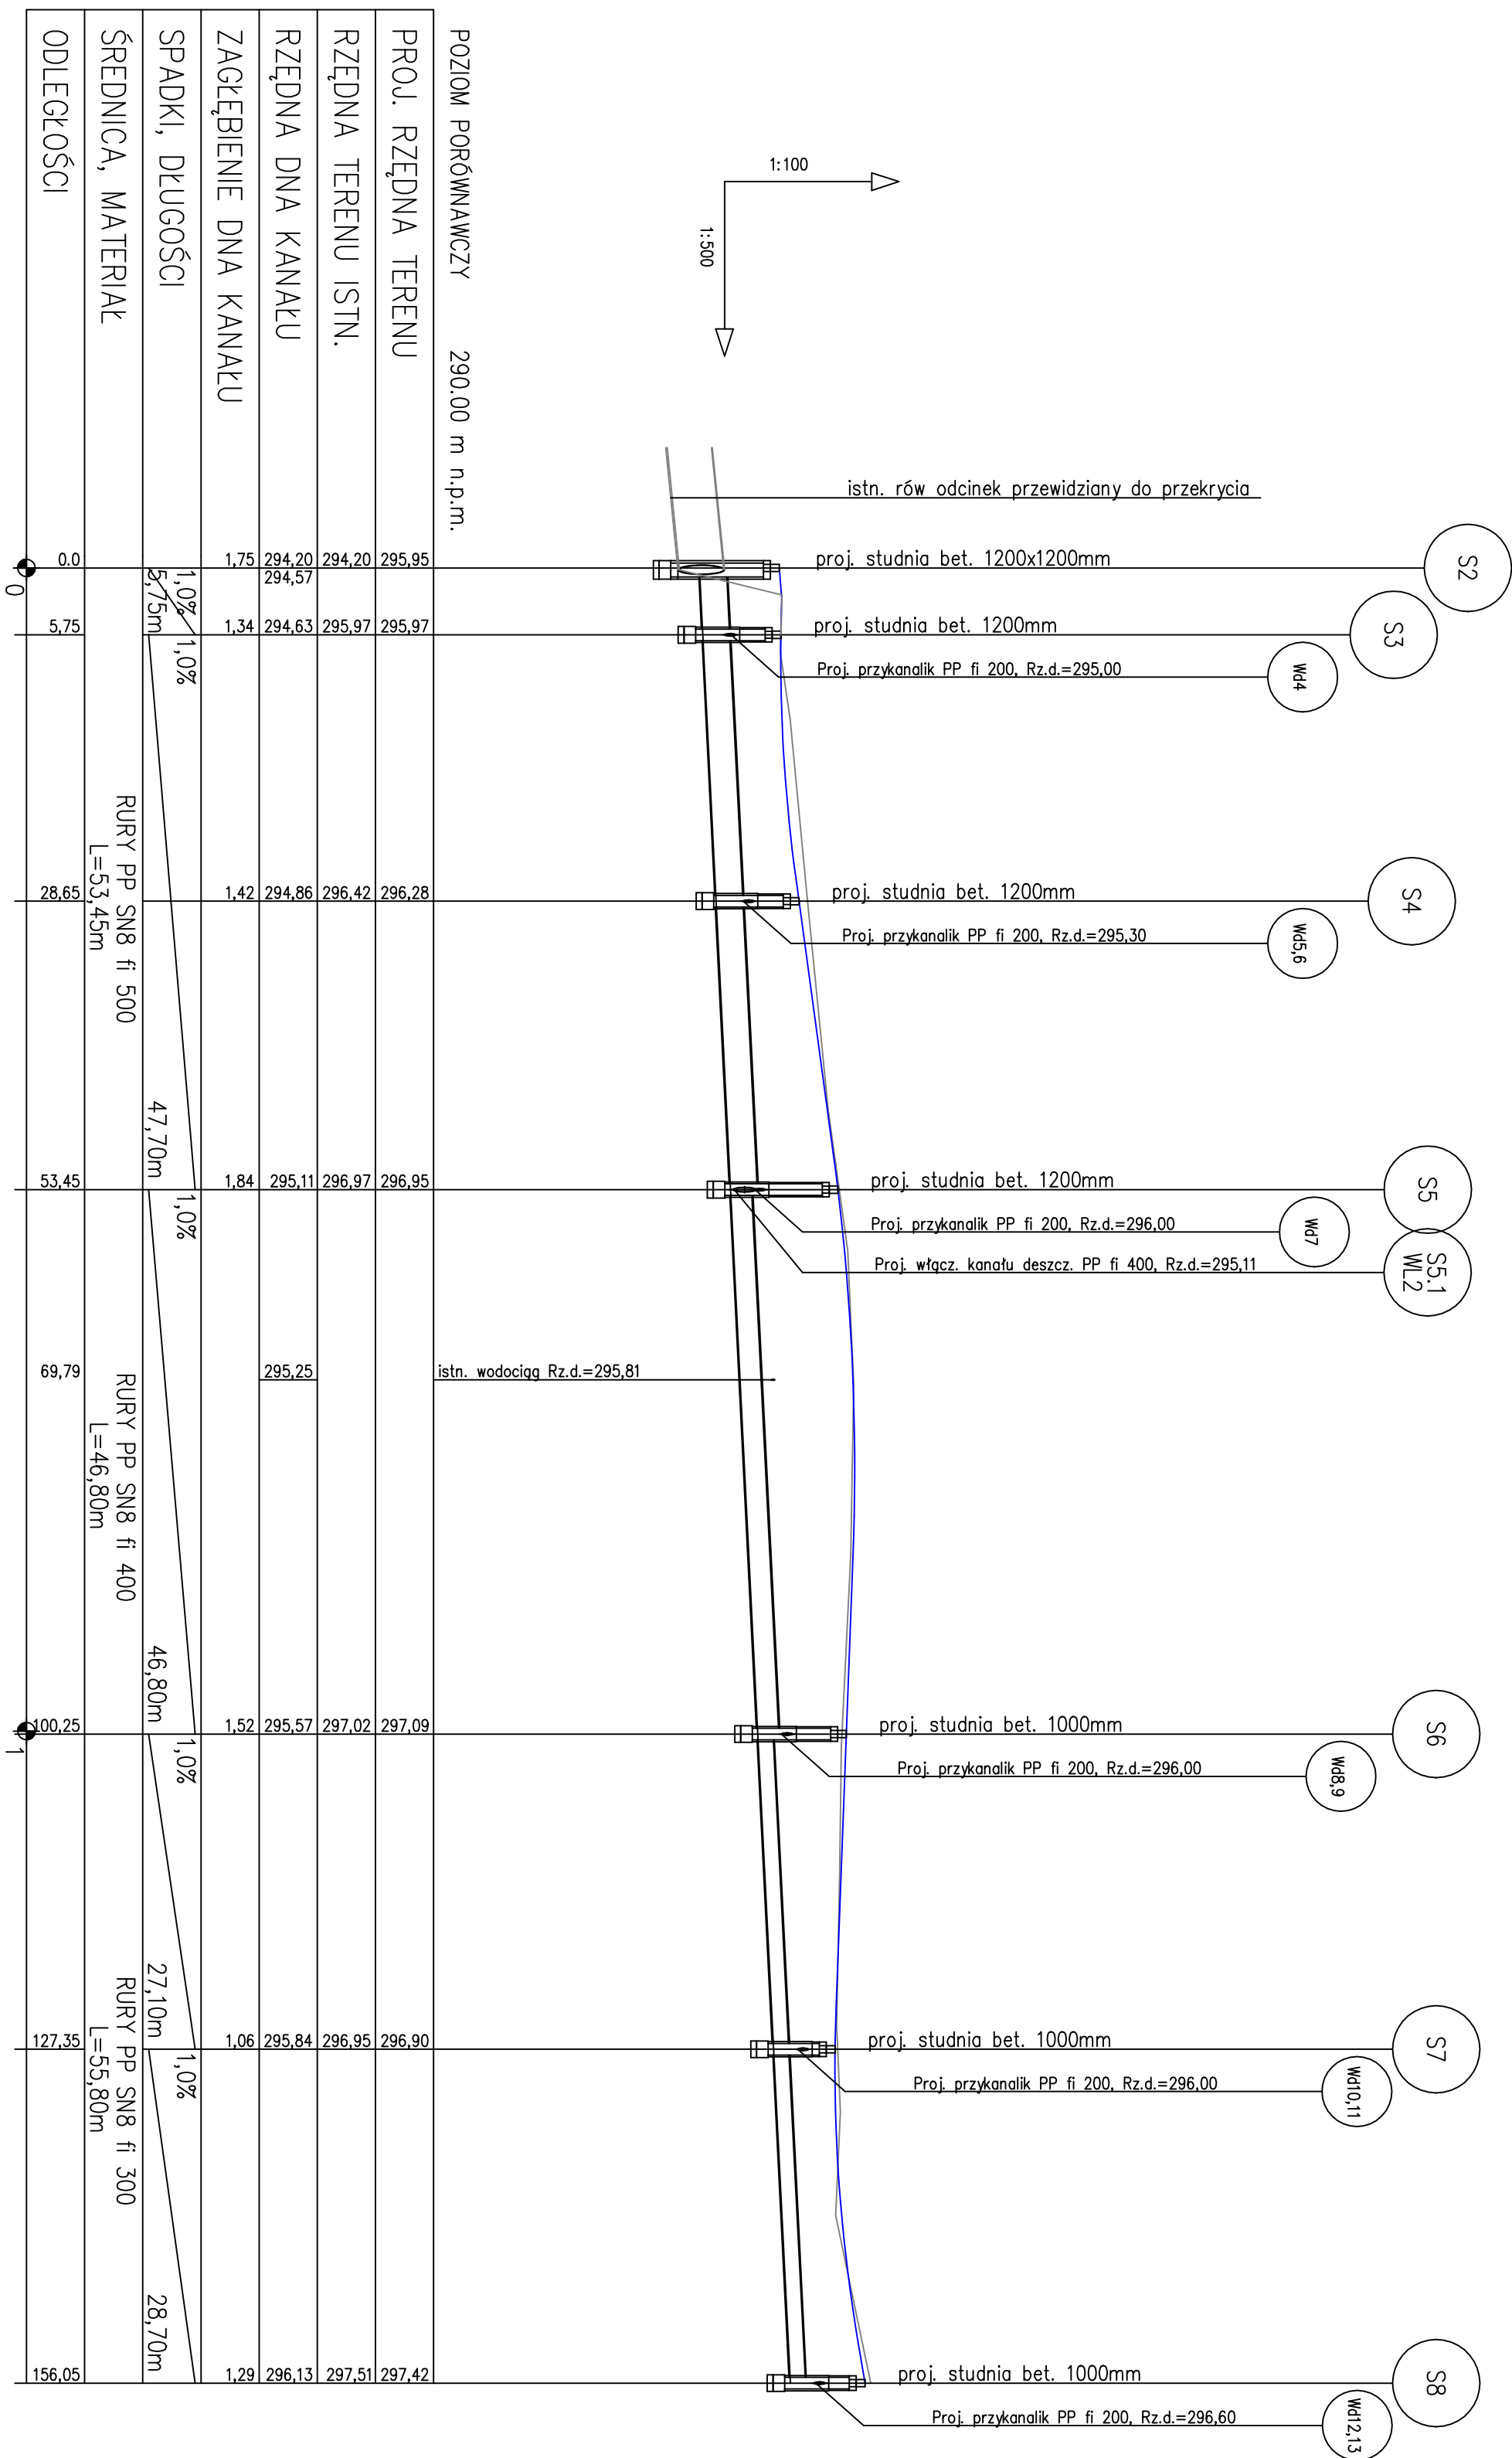 S2
S3
S4
S5
S5.1
WL2
S6
S7
S8
Wd4
Wd5,6
Wd7
Wd8,9
Wd10,11
Wd12,13
istn. rów odcinek przewidziany do przekrycia
proj. studnia bet. 1200x1200mm
proj. studnia bet. 1200mm
Proj. przykanalik PP fi 200, Rz.d.=295,00
proj. studnia bet. 1200mm
Proj. przykanalik PP fi 200, Rz.d.=295,30
proj. studnia bet. 1200mm
Proj. przykanalik PP fi 200, Rz.d.=296,00
Proj. włącz. kanału deszcz. PP fi 400, Rz.d.=295,11
istn. wodociąg Rz.d.=295,81
proj. studnia bet. 1000mm
Proj. przykanalik PP fi 200, Rz.d.=296,00
proj. studnia bet. 1000mm
Proj. przykanalik PP fi 200, Rz.d.=296,00
proj. studnia bet. 1000mm
Proj. przykanalik PP fi 200, Rz.d.=296,60
1:100
1:500
POZIOM PORÓWNAWCZY 290.00 m n.p.m.
PROJ. RZĘDNA TERENU 295,95 295,97 296,28 296,95 297,09 296,90 297,42
RZĘDNA TERENU ISTN. 294,20 295,97 296,42 296,97 297,02 296,95 297,51
RZĘDNA DNA KANAŁU 294,20 294,57 294,63 294,86 295,11 295,25 295,57 295,84 296,13
ZAGŁĘBIENIE DNA KANAŁU 1,75 1,34 1,42 1,84 1,52 1,06 1,29
SPADKI, DŁUGOŚCI 1,0% 5,75m 1,0% 47,70m 1,0% 46,80m 1,0% 27,10m 1,0% 28,70m
ŚREDNICA, MATERIAŁ
RURY PP SN8 fi 500
L=53,45m
RURY PP SN8 fi 400
L=46,80m
RURY PP SN8 fi 300
L=55,80m
ODLEGŁOŚCI 0.0 5,75 28,65 53,45 69,79 100,25 127,35 156,05
0 1